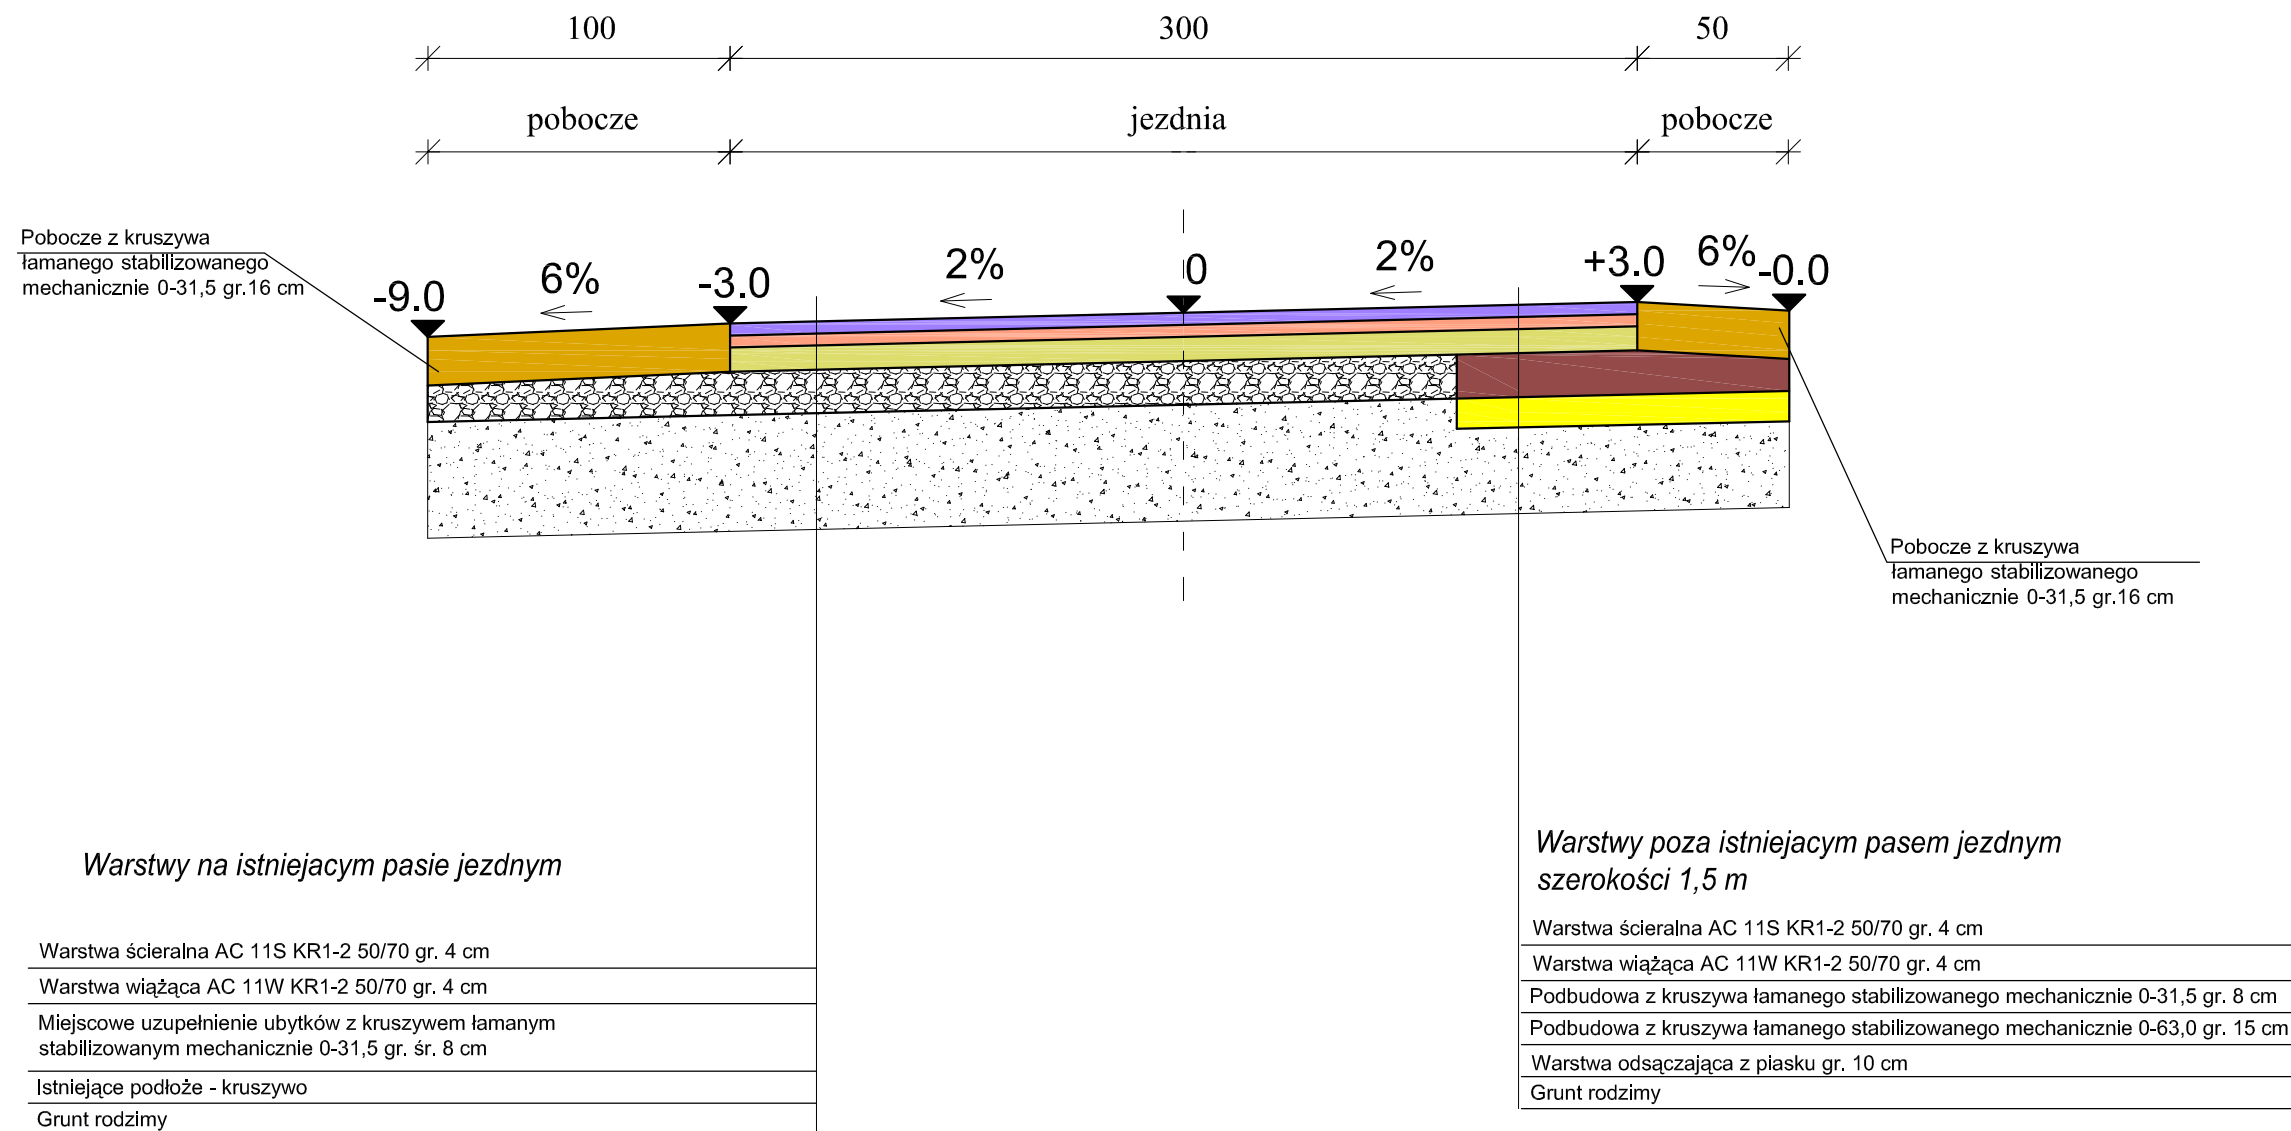 100
300
50
pobocze
jezdnia
pobocze
Pobocze z kruszywa
łamanego stabilizowanego
mechanicznie 0-31,5 gr.16 cm
-9.0
6%
-3.0
2%
0
2%
+3.0
6%
-0.0
Pobocze z kruszywa
łamanego stabilizowanego
mechanicznie 0-31,5 gr.16 cm
Warstwy na istniejacym pasie jezdnym
Warstwa ścieralna AC 11S KR1-2 50/70 gr. 4 cm
Warstwa wiążąca AC 11W KR1-2 50/70 gr. 4 cm
Miejscowe uzupełnienie ubytków z kruszywem łamanym
stabilizowanym mechanicznie 0-31,5 gr. śr. 8 cm
Istniejące podłoże - kruszywo
Grunt rodzimy
Warstwy poza istniejacym pasem jezdnym
szerokości 1,5 m
Warstwa ścieralna AC 11S KR1-2 50/70 gr. 4 cm
Warstwa wiążąca AC 11W KR1-2 50/70 gr. 4 cm
Podbudowa z kruszywa łamanego stabilizowanego mechanicznie 0-31,5 gr. 8 cm
Podbudowa z kruszywa łamanego stabilizowanego mechanicznie 0-63,0 gr. 15 cm
Warstwa odsączająca z piasku gr. 10 cm
Grunt rodzimy